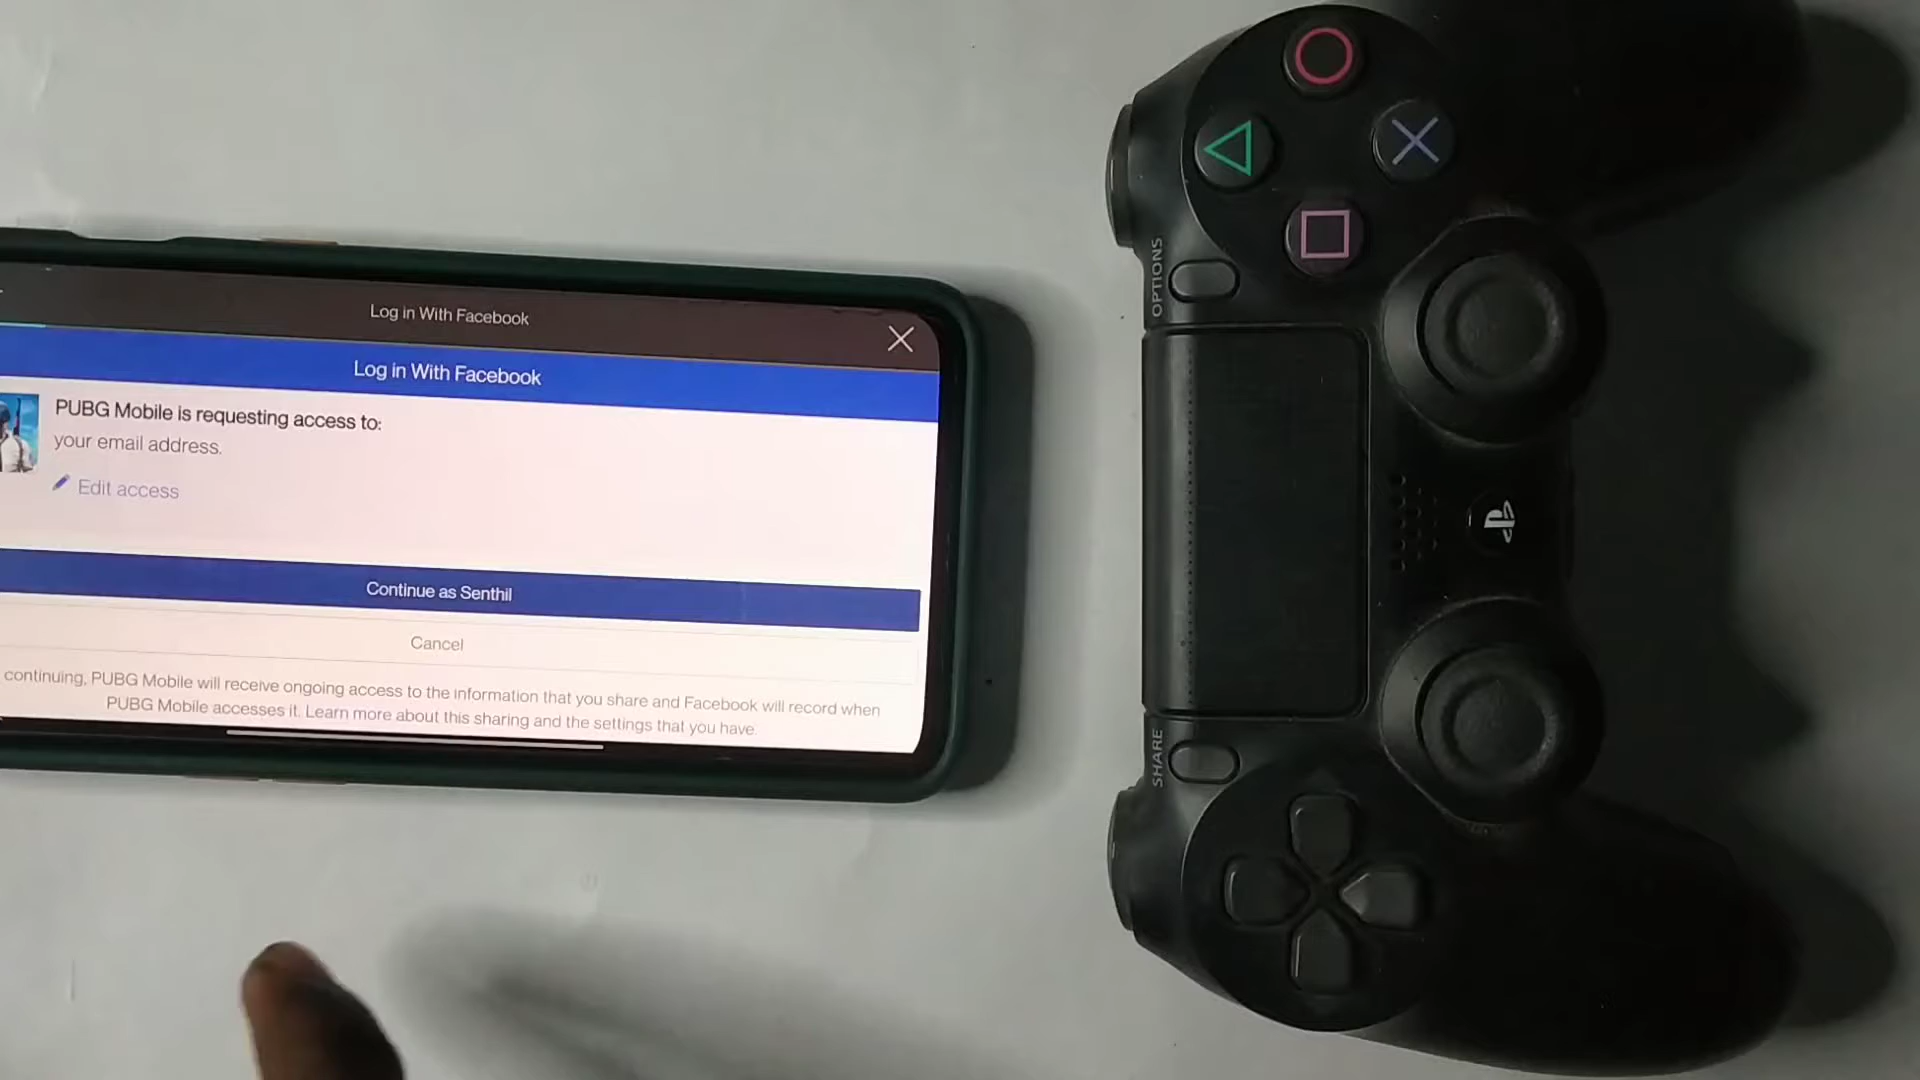 Log in With Facebook
Log in With Facebook
PUBG Mobile is requesting access to:
your email address.
Edit access
Continue as Senthil
Cancel
continuing, PUBG Mobile will receive ongoing access to the information that you share and Facebook will record when
PUBG Mobile accesses it. Learn more about this sharing and the settings that you have.
OPTIONS
SHARE